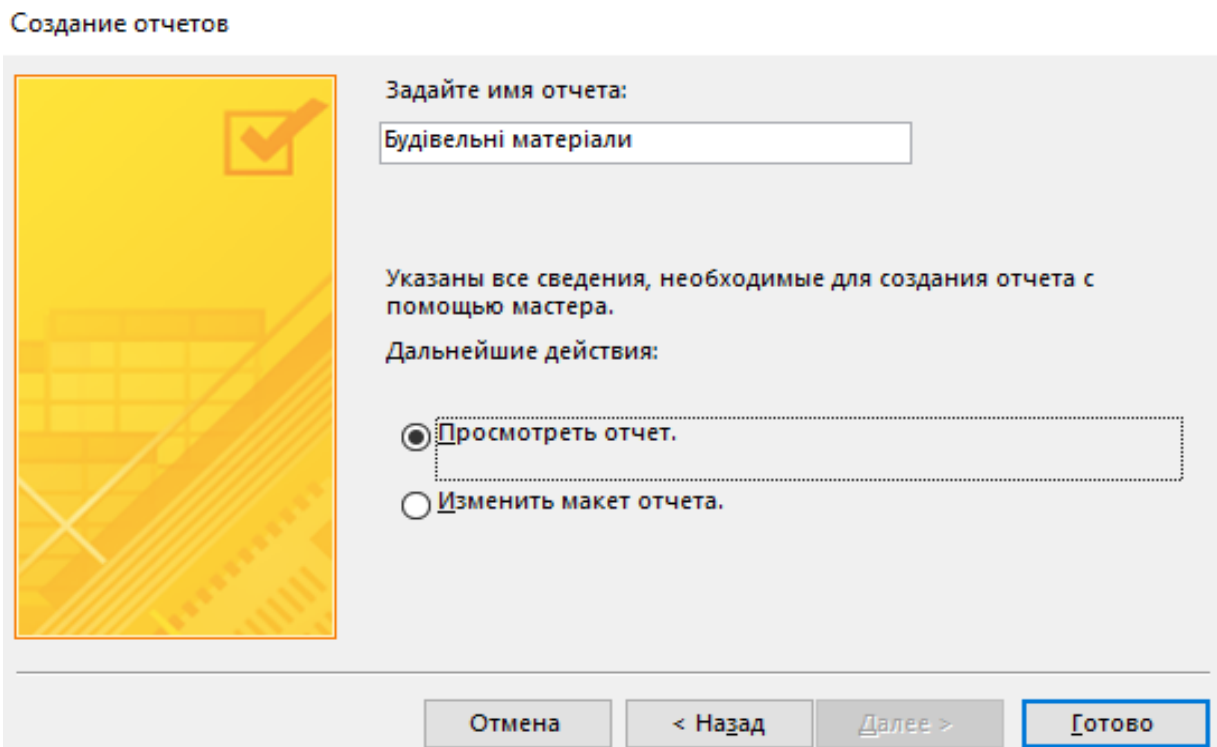 Создание отчетов
Задайте имя отчета:
Будівельні матеріали
Указаны все сведения, необходимые для создания отчета с
помощью мастера.
Дальнейшие действия:
Просмотреть отчет.
Изменить макет отчета.
Отмена
< Назад
Далее >
Готово